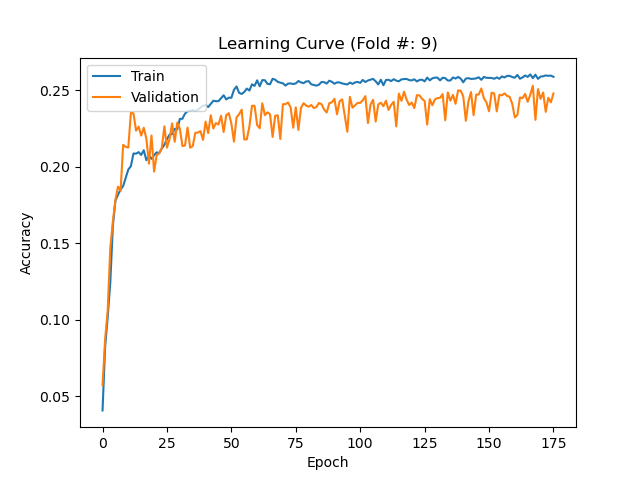 Learning Curve (Fold #: 9)
Train
Validation
0.25
0.20
0.15
0.10
0.05
Accuracy
0 25 50 75 100 125 150 175
Epoch